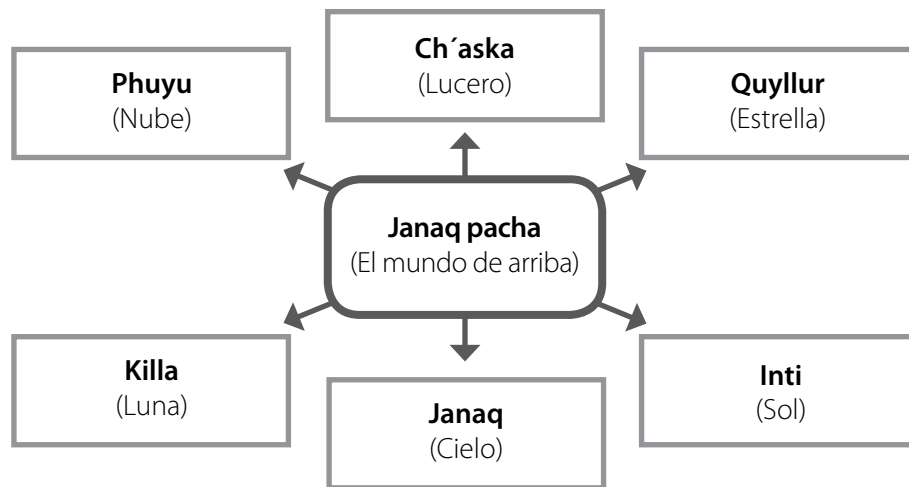 Ch´aska
(Lucero)
Phuyu
(Nube)
Quyllur
(Estrella)
Janaq pacha
(El mundo de arriba)
Killa
(Luna)
Janaq
(Cielo)
Inti
(Sol)